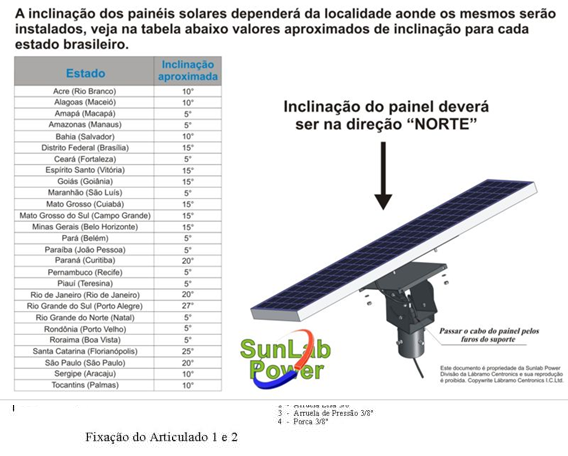 A inclinação dos painéis solares dependerá da localidade aonde os mesmos serão
instalados, veja na tabela abaixo valores aproximados de inclinação para cada
estado brasileiro.
Estado Inclinação aproximada
Acre (Rio Branco) 10°
Alagoas (Maceió) 10°
Amapá (Macapá) 5°
Amazonas (Manaus) 5°
Bahia (Salvador) 10°
Distrito Federal (Brasília) 15°
Ceará (Fortaleza) 5°
Espírito Santo (Vitória) 15°
Goiás (Goiânia) 15°
Maranhão (São Luís) 5°
Mato Grosso (Cuiabá) 15°
Mato Grosso do Sul (Campo Grande) 15°
Minas Gerais (Belo Horizonte) 15°
Pará (Belém) 5°
Paraíba (João Pessoa) 5°
Paraná (Curitiba) 20°
Pernambuco (Recife) 5°
Piauí (Teresina) 5°
Rio de Janeiro (Rio de Janeiro) 20°
Rio Grande do Sul (Porto Alegre) 27°
Rio Grande do Norte (Natal) 5°
Rondônia (Porto Velho) 5°
Roraima (Boa Vista) 5°
Santa Catarina (Florianópolis) 25°
São Paulo (São Paulo) 20°
Sergipe (Aracaju) 10°
Tocantins (Palmas) 10°
Inclinação do painel deverá
ser na direção “NORTE”
Passar o cabo do painel pelos
furos do suporte
SunLab
Power
Este documento é propriedade da Sunlab Power
Divisão da Lábramo Centronics e sua reprodução
é proibida. Copywrite Lábramo Centronics I.C.Ltd.
3 - Arruela de Pressão 3/8"
4 - Porca 3/8"
Fixação do Articulado 1 e 2